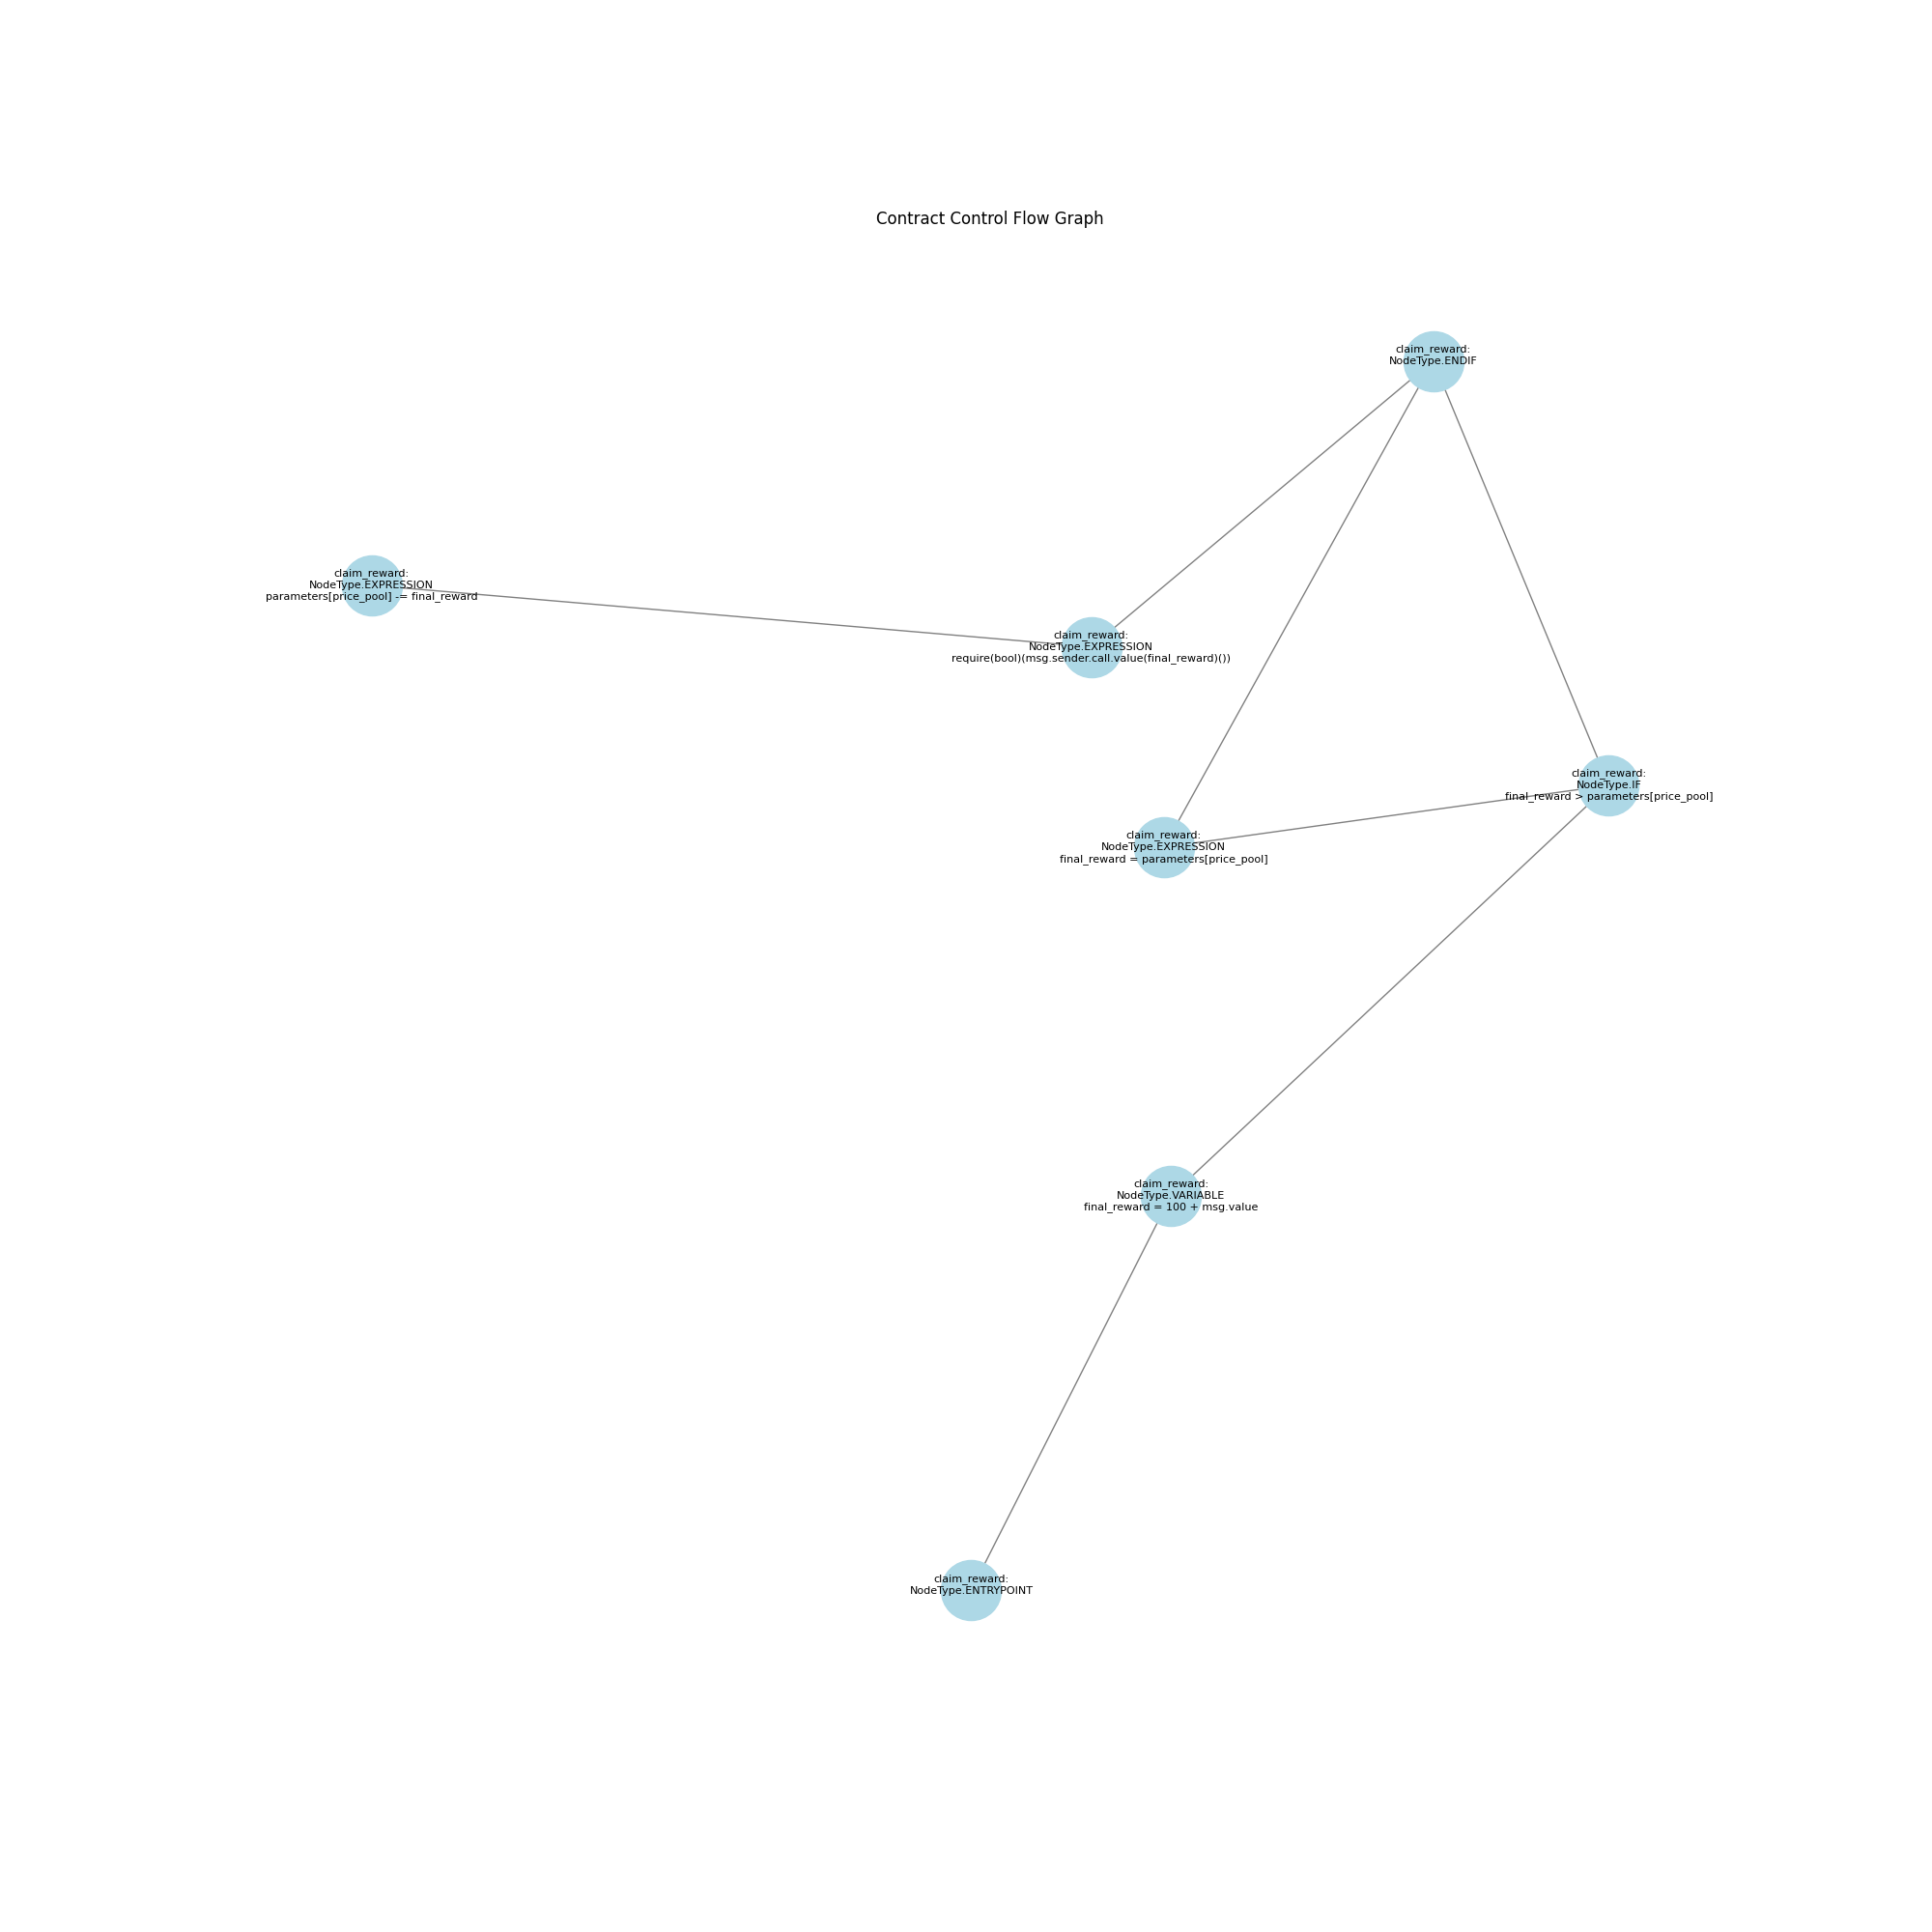 Contract Control Flow Graph
claim_reward:
NodeType.ENDIF
claim_reward:
NodeType.EXPRESSION
parameters[price_pool] -= final_reward
claim_reward:
NodeType.EXPRESSION
require(bool)(msg.sender.call.value(final_reward)())
claim_reward:
NodeType.IF
final_reward > parameters[price_pool]
claim_reward:
NodeType.EXPRESSION
final_reward = parameters[price_pool]
claim_reward:
NodeType.VARIABLE
final_reward = 100 + msg.value
claim_reward:
NodeType.ENTRYPOINT